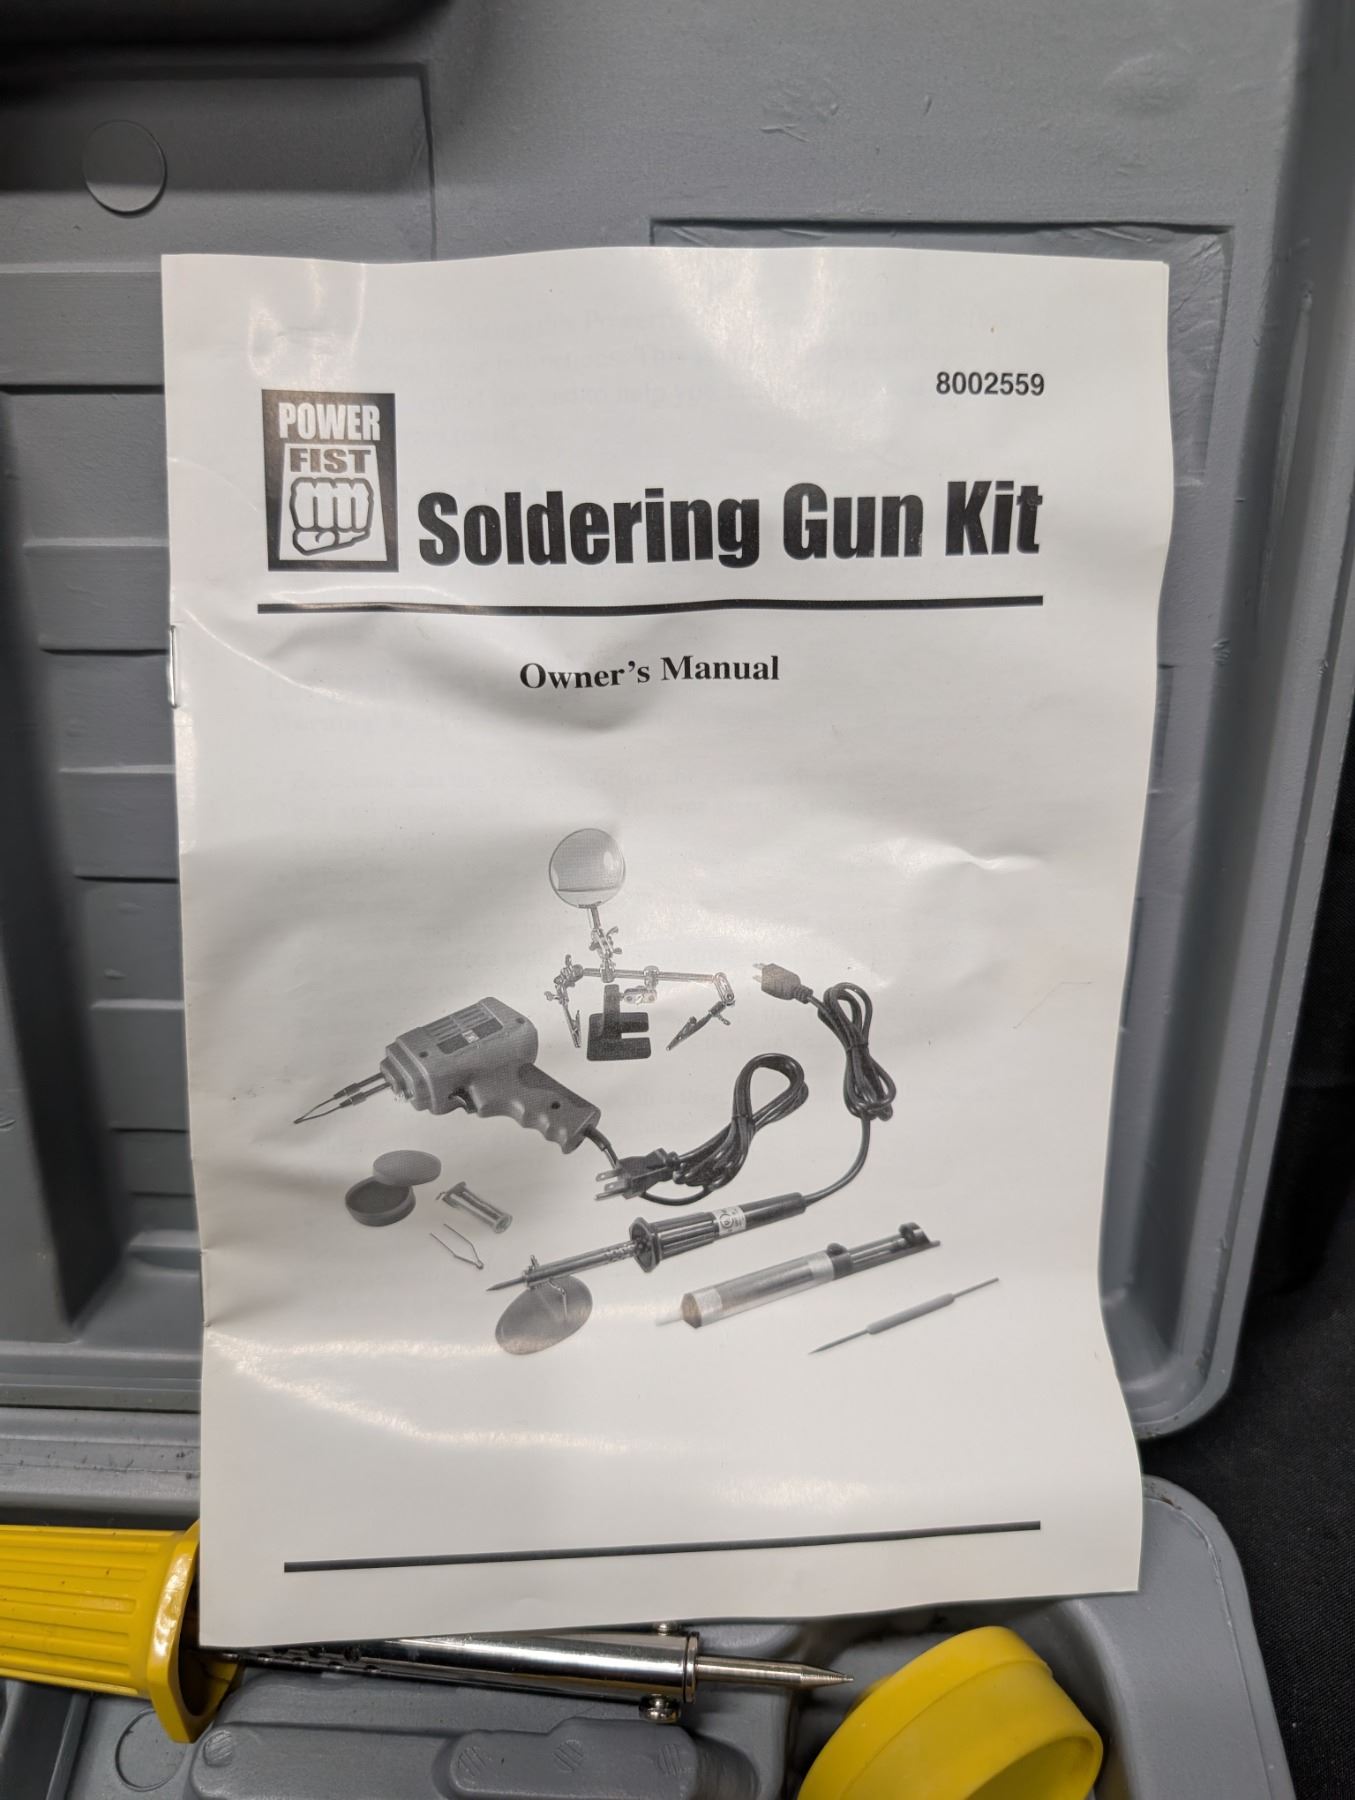 8002559
POWER
FIST
Soldering Gun Kit
Owner's Manual